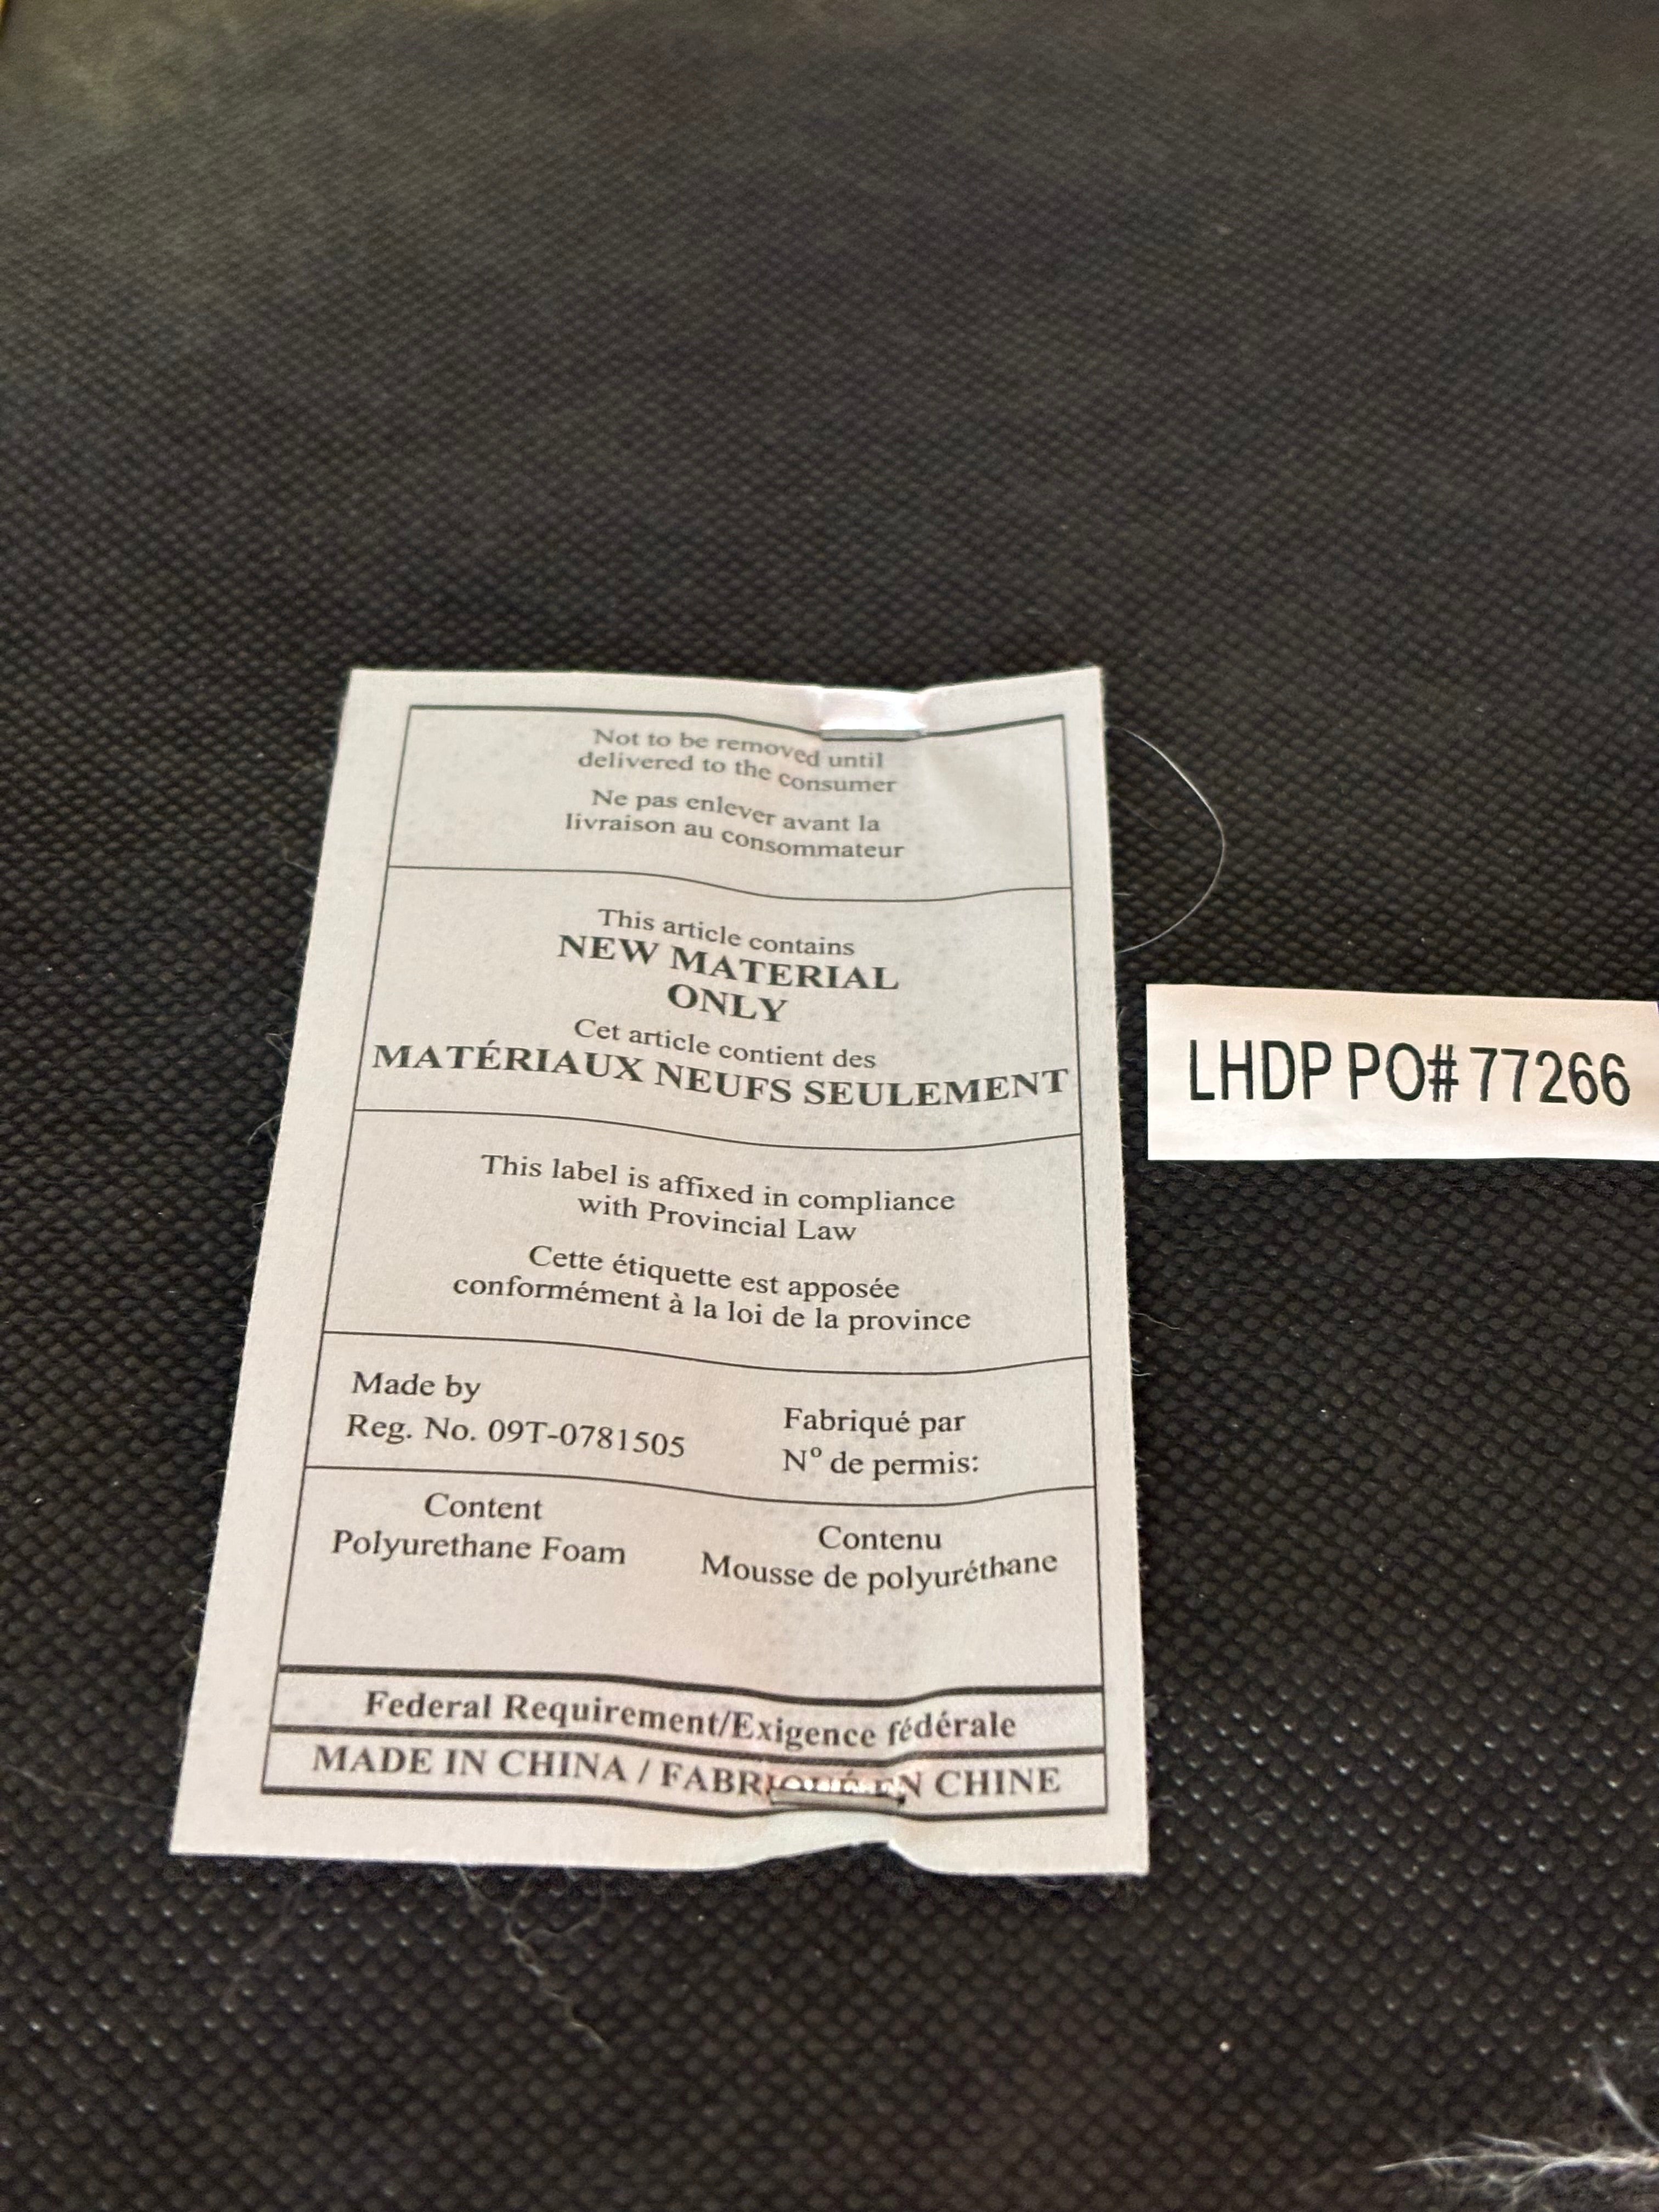 Not to be removed until
delivered to the consumer
Ne pas enlever avant la
livraison au consommateur
This article contains
NEW MATERIAL
ONLY
Cet article contient des
MATÉRIAUX NEUFS SEULEMENT
This label is affixed in compliance
with Provincial Law
Cette étiquette est apposée
conformément à la loi de la province
Made by
Reg. No. 09T-0781505
Fabriqué par
Nº de permis:
Content
Polyurethane Foam
Contenu
Mousse de polyuréthane
Federal Requirement/Exigence fédérale
MADE IN CHINA / FABRIQUÉ EN CHINE
LHDP PO# 77266